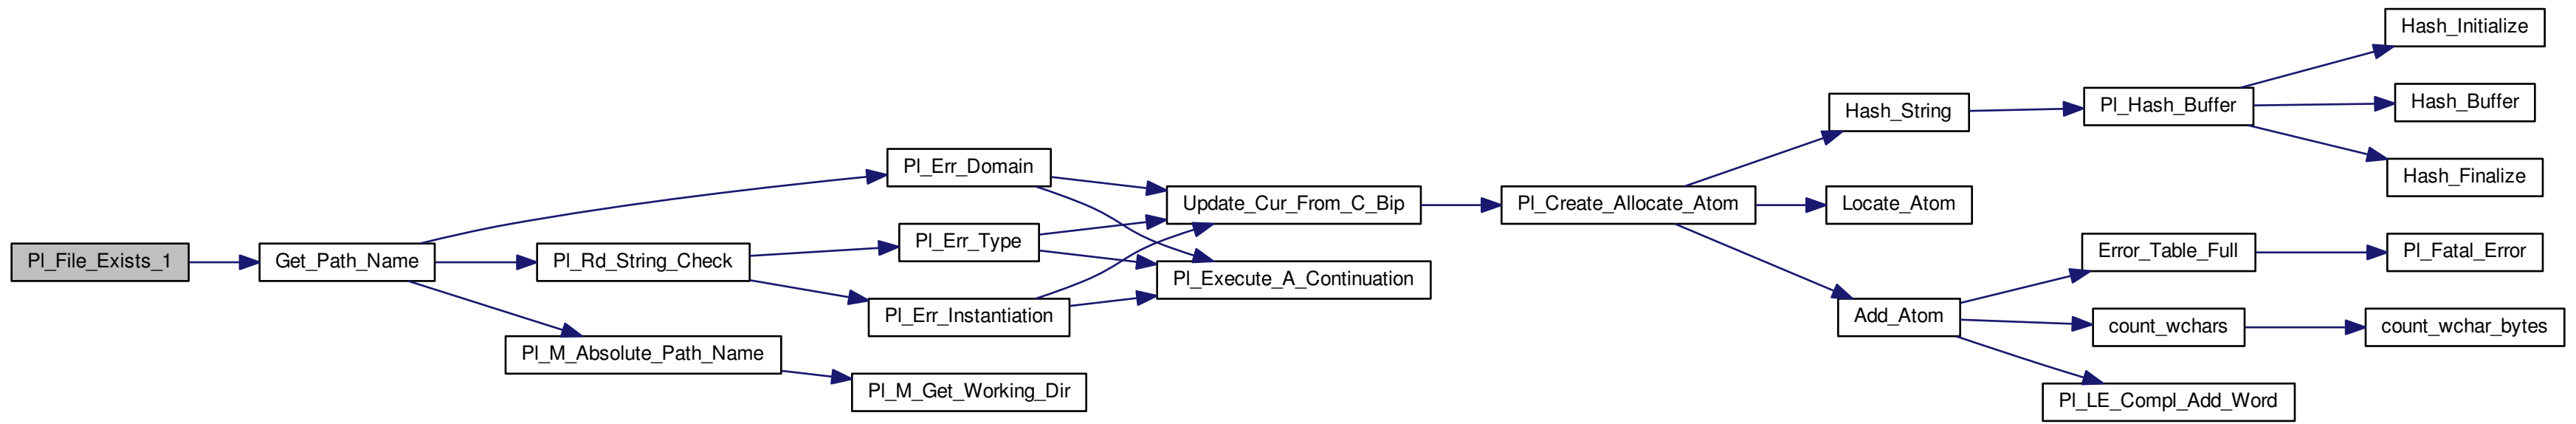 Pl_File_Exists_1
Get_Path_Name
Pl_Err_Domain
Pl_Rd_String_Check
Pl_M_Absolute_Path_Name
Pl_Err_Type
Pl_Err_Instantiation
Pl_M_Get_Working_Dir
Update_Cur_From_C_Bip
Pl_Execute_A_Continuation
Pl_Create_Allocate_Atom
Hash_String
Locate_Atom
Add_Atom
Pl_Hash_Buffer
Error_Table_Full
count_wchars
Pl_LE_Compl_Add_Word
Hash_Initialize
Hash_Buffer
Hash_Finalize
Pl_Fatal_Error
count_wchar_bytes